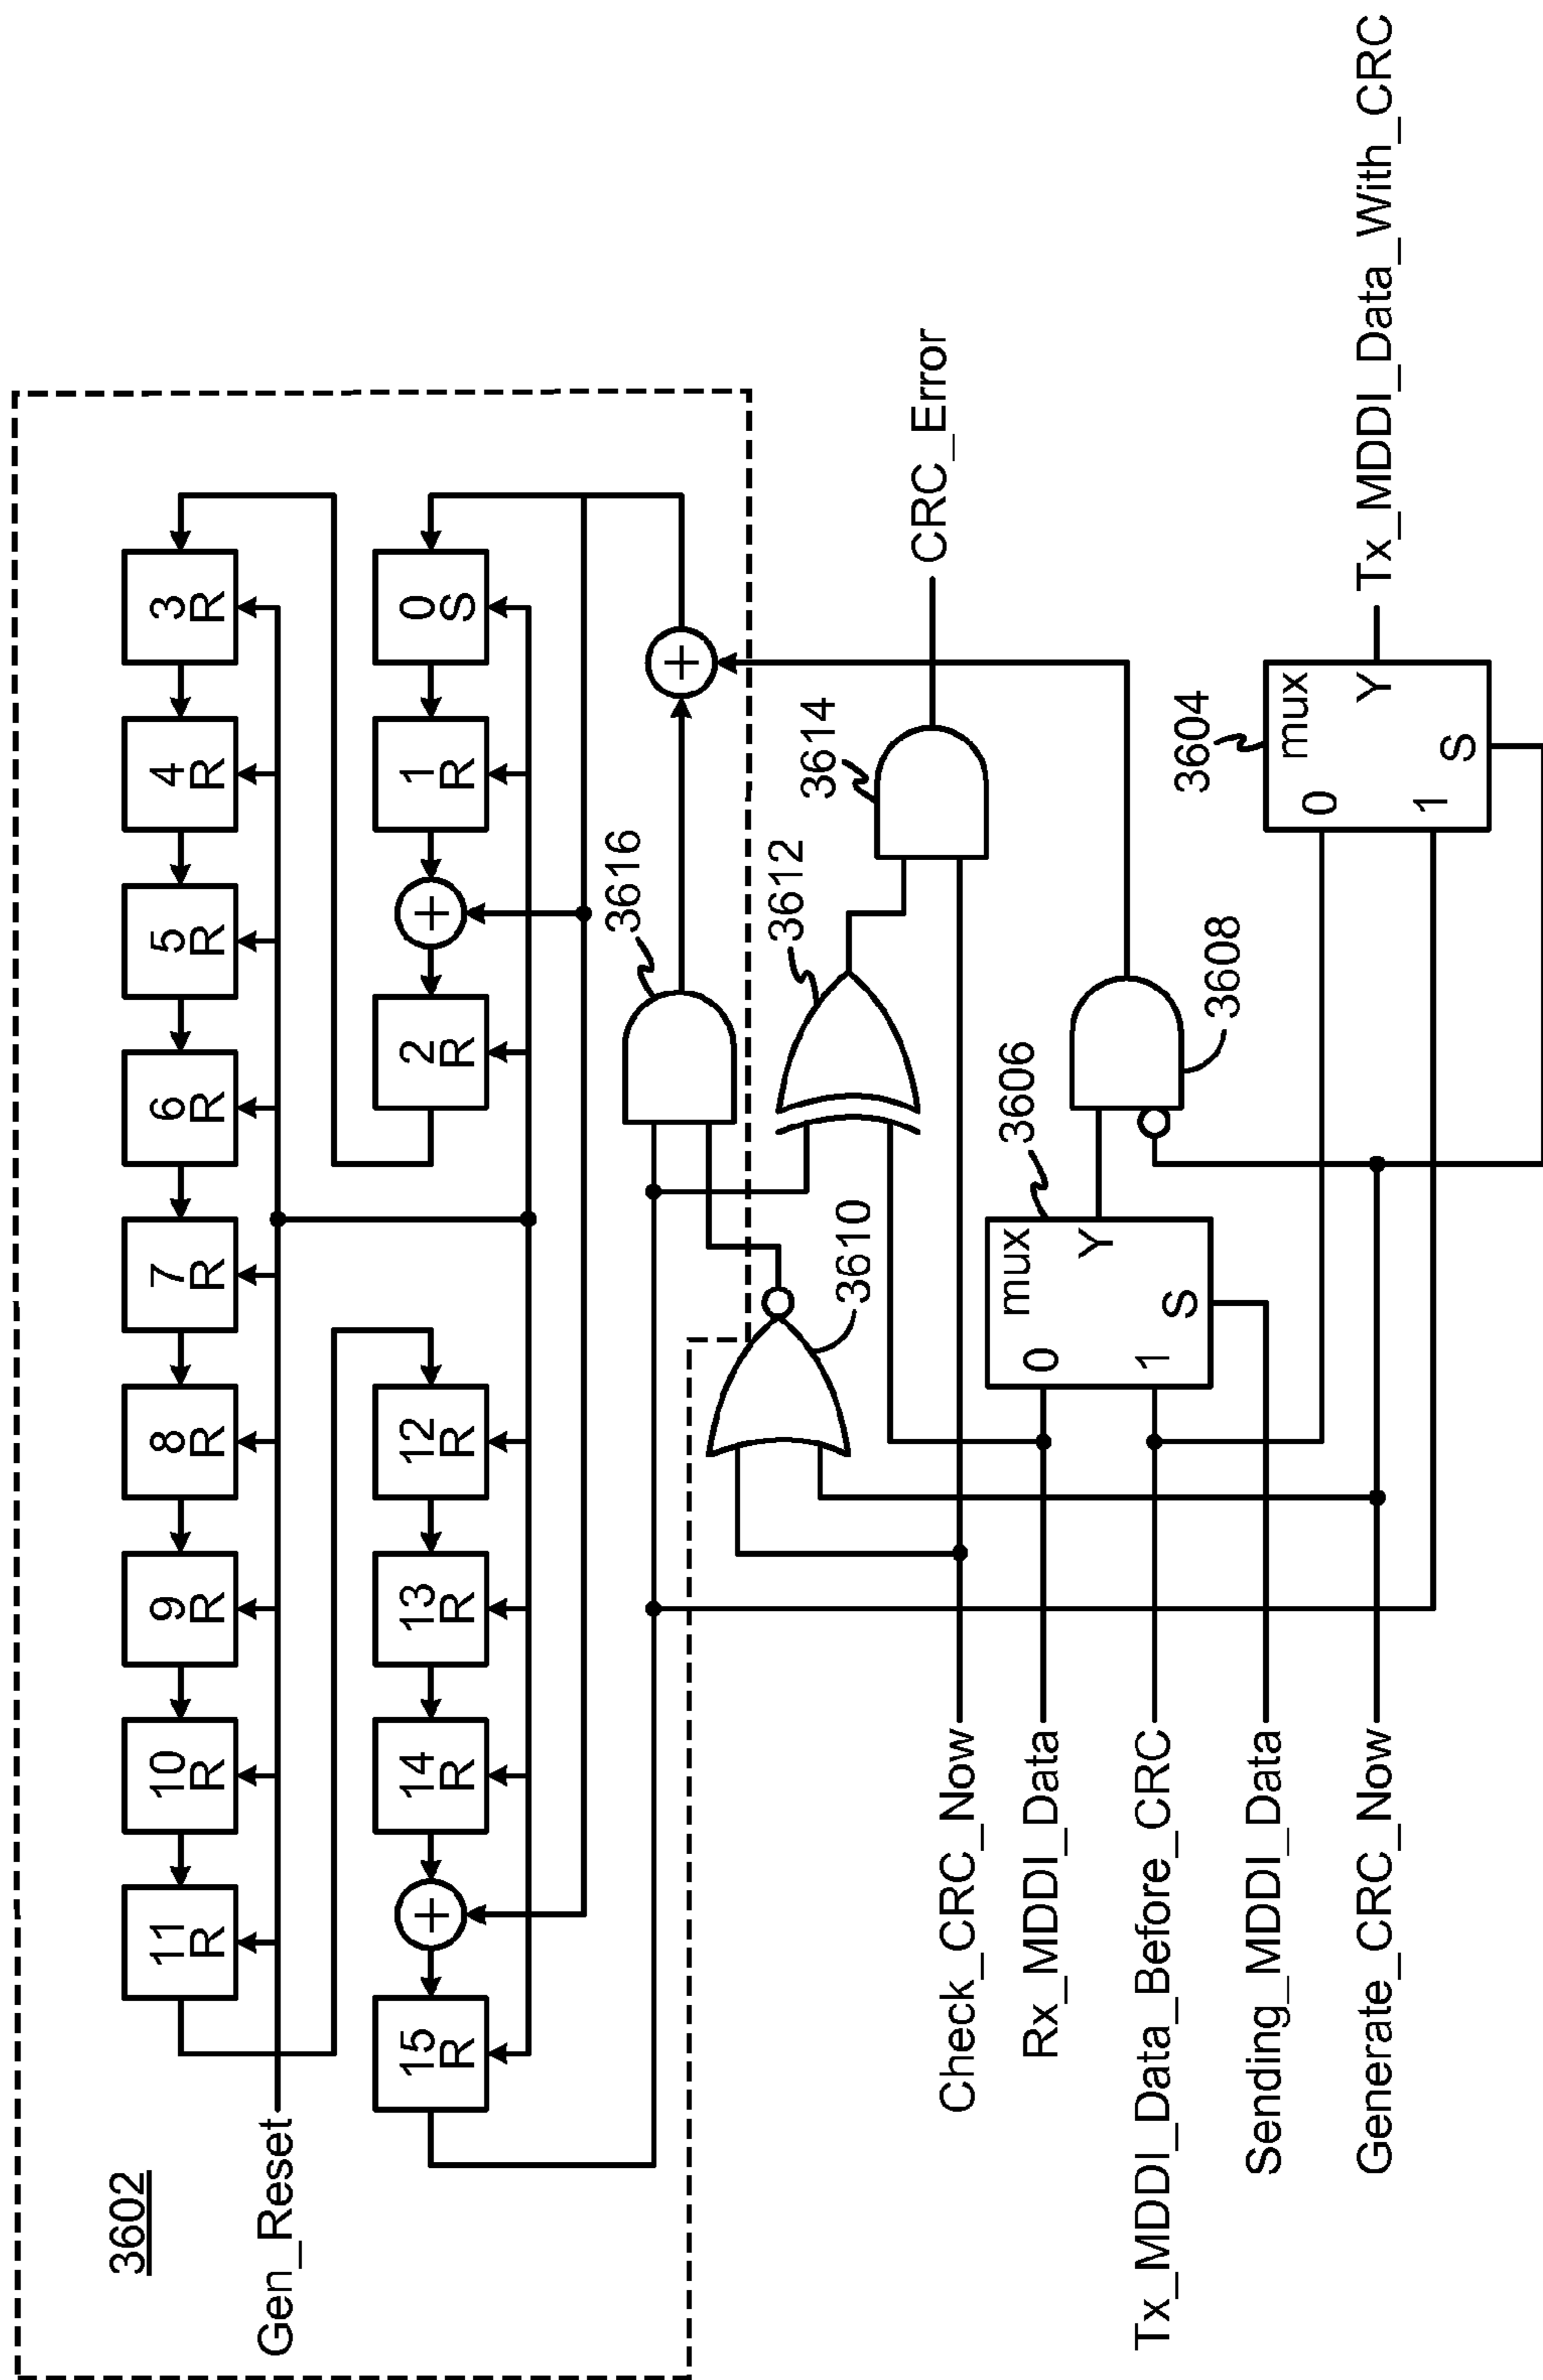 3602
Gen_Reset
11
R
10
R
9
R
8
R
7
R
6
R
5
R
4
R
3
R
15
R
14
R
13
R
12
R
2
R
1
R
0
S
3616
3610
3612
3614
CRC_Error
Check_CRC_Now
Rx_MDDI_Data
Tx_MDDI_Data_Before_CRC
Sending_MDDI_Data
Generate_CRC_Now
0
mux
1
Y
S
3606
3608
3604
0
mux
Y
1
S
Tx_MDDI_Data_With_CRC